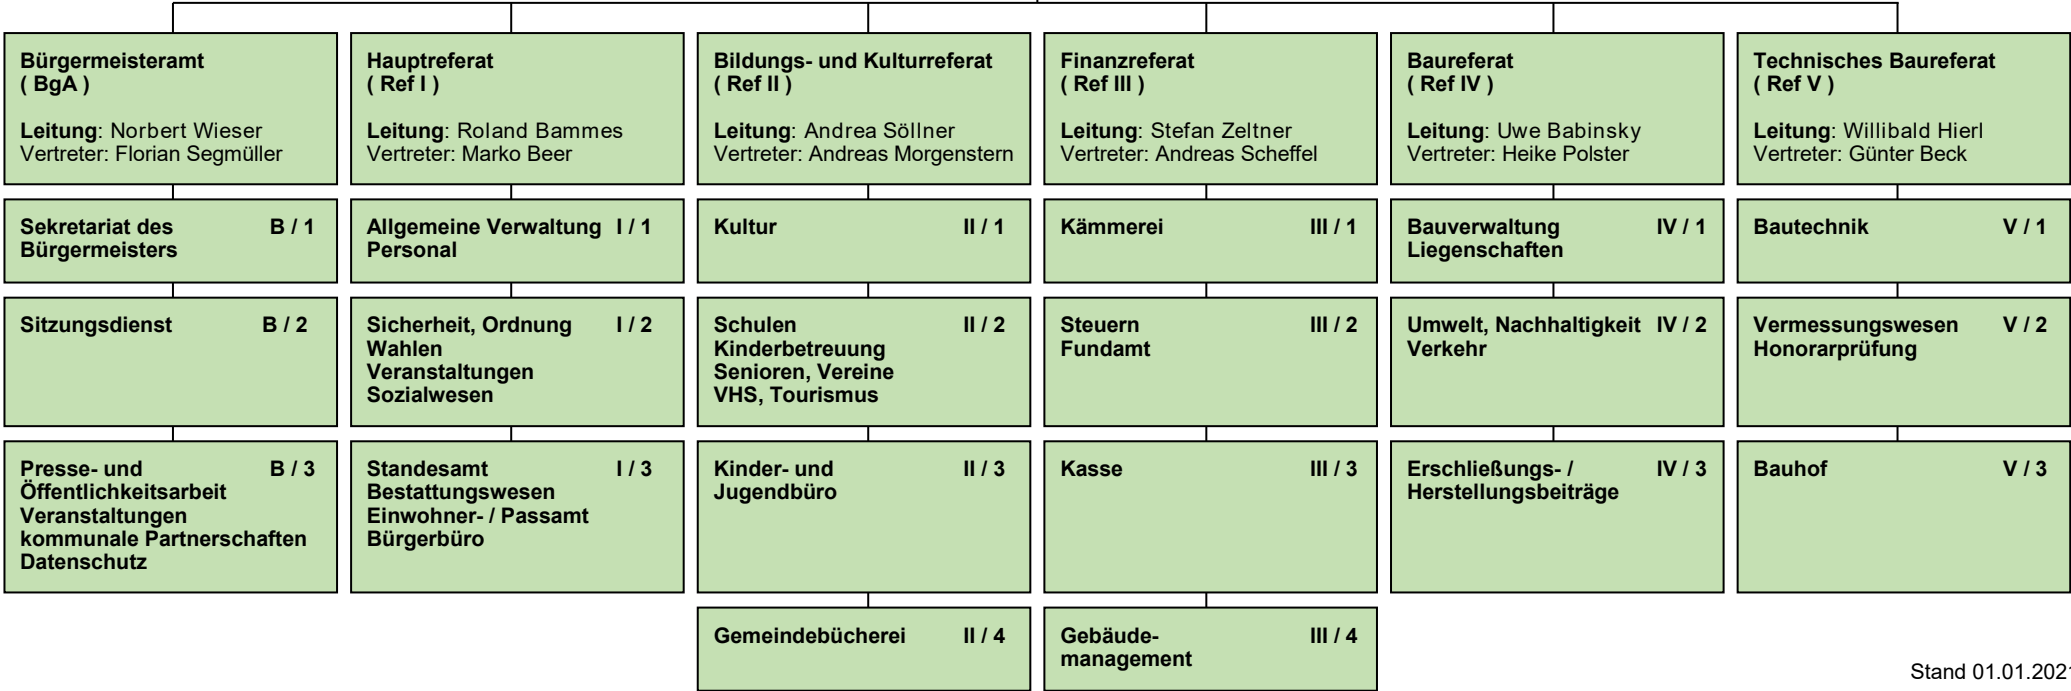 Bürgermeisteramt
( BgA )
Leitung: Norbert Wieser
Vertreter: Florian Segmüller
Hauptreferat
( Ref I )
Leitung: Roland Bammes
Vertreter: Marko Beer
Bildungs- und Kulturreferat
( Ref II )
Leitung: Andrea Söllner
Vertreter: Andreas Morgenstern
Finanzreferat
( Ref III )
Leitung: Stefan Zeltner
Vertreter: Andreas Scheffel
Baureferat
( Ref IV )
Leitung: Uwe Babinsky
Vertreter: Heike Polster
Technisches Baureferat
( Ref V )
Leitung: Willibald Hierl
Vertreter: Günter Beck
Sekretariat des B / 1
Bürgermeisters
Allgemeine Verwaltung I / 1
Personal
Kultur II / 1
Kämmerei III / 1
Bauverwaltung IV / 1
Liegenschaften
Bautechnik V / 1
Sitzungsdienst B / 2
Sicherheit, Ordnung I / 2
Wahlen
Veranstaltungen
Sozialwesen
Schulen II / 2
Kinderbetreuung
Senioren, Vereine
VHS, Tourismus
Steuern III / 2
Fundamt
Umwelt, Nachhaltigkeit IV / 2
Verkehr
Vermessungswesen V / 2
Honorarprüfung
Presse- und B / 3
Öffentlichkeitsarbeit
Veranstaltungen
kommunale Partnerschaften
Datenschutz
Standesamt I / 3
Bestattungswesen
Einwohner- / Passamt
Bürgerbüro
Kinder- und II / 3
Jugendbüro
Kasse III / 3
Erschließungs- / IV / 3
Herstellungsbeiträge
Bauhof V / 3
Gemeindebücherei II / 4
Gebäude- III / 4
management
Stand 01.01.2021